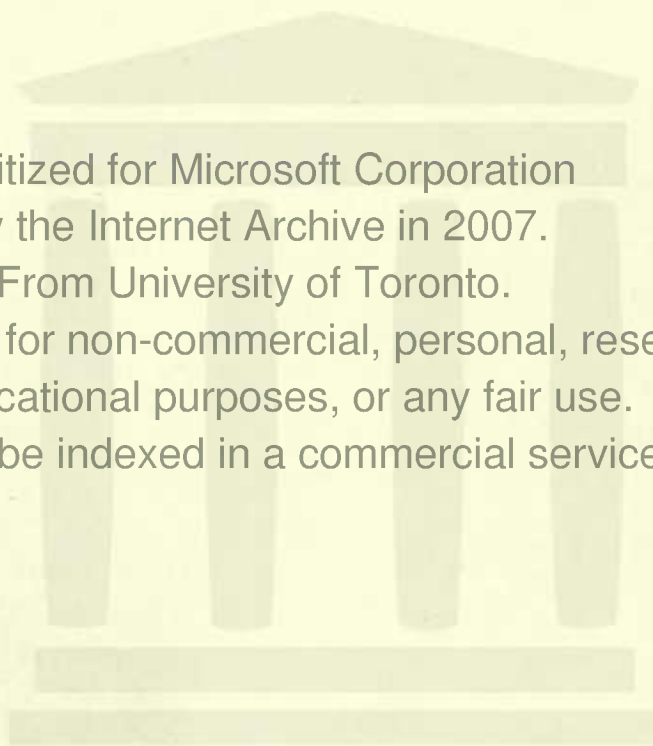 itized for Microsoft Corporation
the Internet Archive in 2007.
From University of Toronto.
for non-commercial, personal, rese
cational purposes, or any fair use.
be indexed in a commercial service